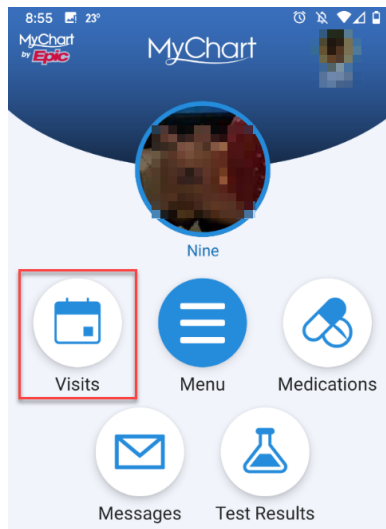 8:55 23°
MyChart
by Epic
MyChart
Nine
Visits Menu Medications
Messages Test Results